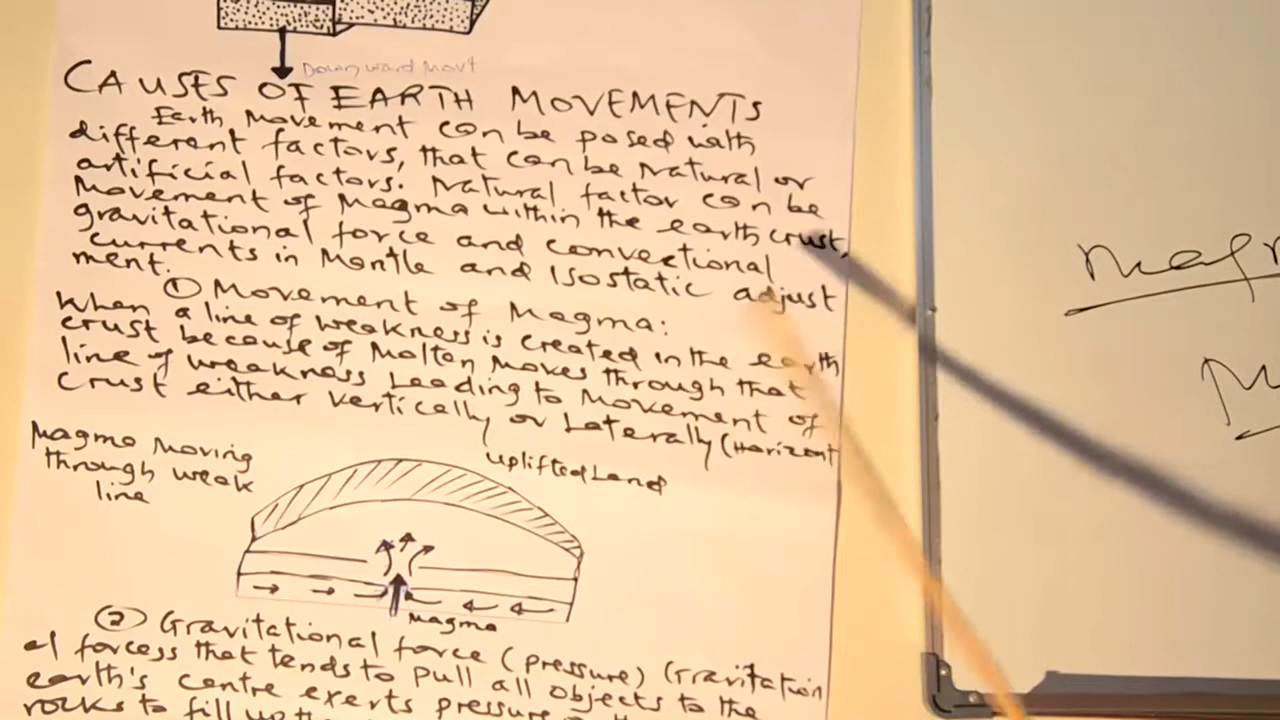 Downward Mov't
CAUSES OF EARTH MOVEMENTS
Earth Movement can be posed with
different factors, that can be Natural or
artificial factors. Natural factor can be
Movement of Magma within the earth crust,
gravitational force and convectional
currents in Mantle and Isostatic adjust
ment.
① Movement of Magma:
When a line of weakness is created in the earth
crust because of Molten Moves through that
line of weakness Leading to Movement of
crust either vertically or Laterally (Horizont
Magma Moving
through weak
line
uplifted Land
Magma
② Gravitational force (pressure) (Gravitation
al forcess that tends to pull all objects to the
earth's centre exerts pressure
rocks to fill up the
Mag